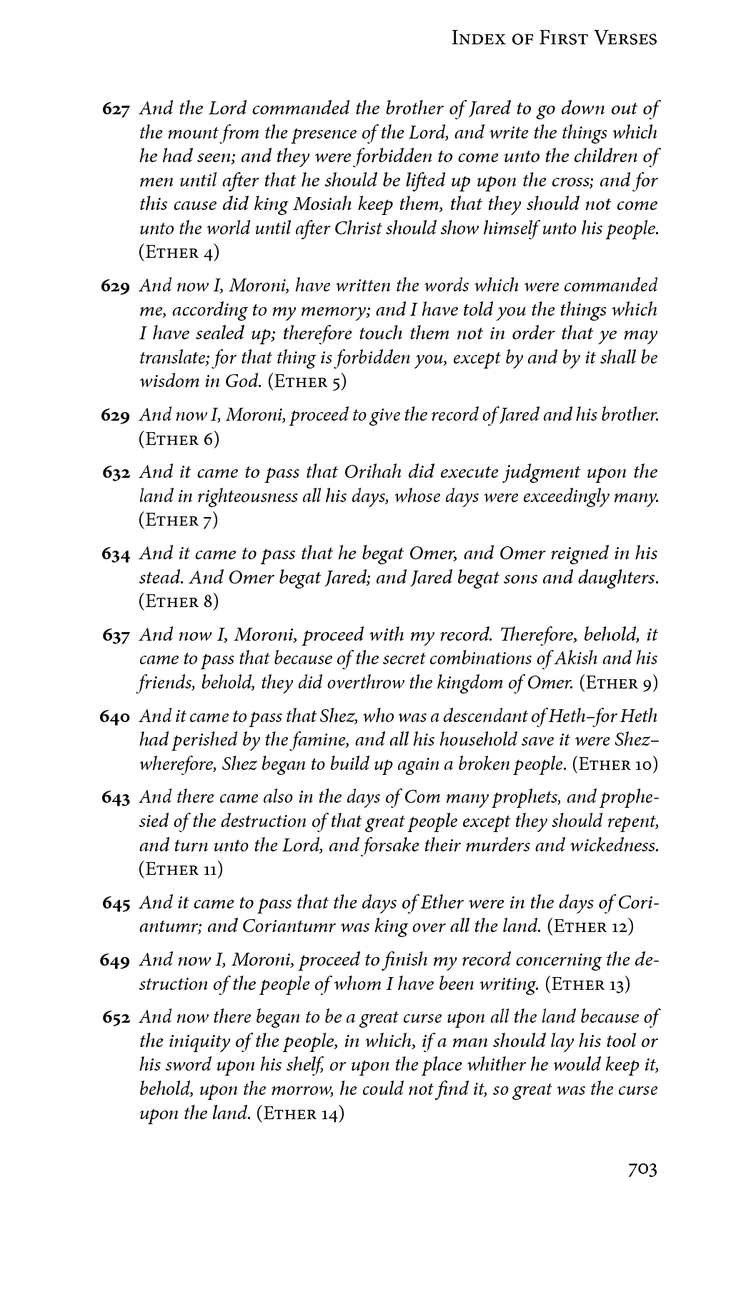 Index of First Verses
627 And the Lord commanded the brother of Jared to go down out of
the mount from the presence of the Lord, and write the things which
he had seen; and they were forbidden to come unto the children of
men until after that he should be lifted up upon the cross; and for
this cause did king Mosiah keep them, that they should not come
unto the world until after Christ should show himself unto his people.
(Ether 4)
629 And now I, Moroni, have written the words which were commanded
me, according to my memory; and I have told you the things which
I have sealed up; therefore touch them not in order that ye may
translate; for that thing is forbidden you, except by and by it shall be
wisdom in God. (Ether 5)
629 And now I, Moroni, proceed to give the record of Jared and his brother.
(Ether 6)
632 And it came to pass that Orihah did execute judgment upon the
land in righteousness all his days, whose days were exceedingly many.
(Ether 7)
634 And it came to pass that he begat Omer, and Omer reigned in his
stead. And Omer begat Jared; and Jared begat sons and daughters.
(Ether 8)
637 And now I, Moroni, proceed with my record. Therefore, behold, it
came to pass that because of the secret combinations of Akish and his
friends, behold, they did overthrow the kingdom of Omer. (Ether 9)
640 And it came to pass that Shez, who was a descendant of Heth–for Heth
had perished by the famine, and all his household save it were Shez–
wherefore, Shez began to build up again a broken people. (Ether 10)
643 And there came also in the days of Com many prophets, and prophe-
sied of the destruction of that great people except they should repent,
and turn unto the Lord, and forsake their murders and wickedness.
(Ether 11)
645 And it came to pass that the days of Ether were in the days of Cori-
antumr; and Coriantumr was king over all the land. (Ether 12)
649 And now I, Moroni, proceed to finish my record concerning the de-
struction of the people of whom I have been writing. (Ether 13)
652 And now there began to be a great curse upon all the land because of
the iniquity of the people, in which, if a man should lay his tool or
his sword upon his shelf, or upon the place whither he would keep it,
behold, upon the morrow, he could not find it, so great was the curse
upon the land. (Ether 14)
703